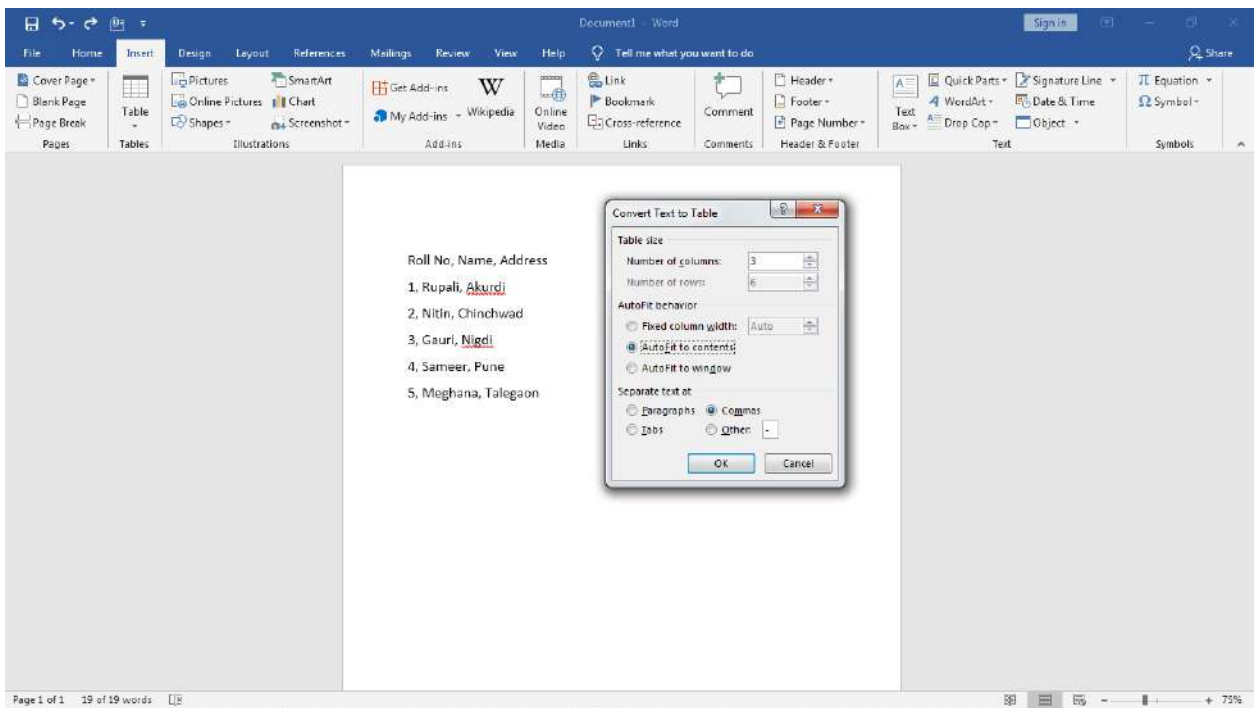 Document1 - Word
Sign in
File Home Insert Design Layout References Mailings Review View Help Tell me what you want to do Share
Cover Page
Blank Page
Page Break
Pages
Table
Tables
Pictures
Online Pictures
Shapes
SmartArt
Chart
Screenshot
Illustrations
Get Add-ins
My Add-ins
W
Wikipedia
Add-ins
Online
Video
Media
Link
Bookmark
Cross-reference
Links
Comment
Comments
Header
Footer
Page Number
Header & Footer
A
Text
Box
Quick Parts
WordArt
Drop Cap
Signature Line
Date & Time
Object
Text
π Equation
Ω Symbol
Symbols
Roll No, Name, Address
1, Rupali, Akurdi
2, Nitin, Chinchwad
3, Gauri, Nigdi
4, Sameer, Pune
5, Meghana, Talegaon
Convert Text to Table
?
X
Table size
Number of columns: 3
Number of rows: 6
AutoFit behavior
Fixed column width: Auto
AutoFit to contents
AutoFit to window
Separate text at
Paragraphs Commas
Tabs Other: -
OK Cancel
Page 1 of 1 19 of 19 words
- + 75%